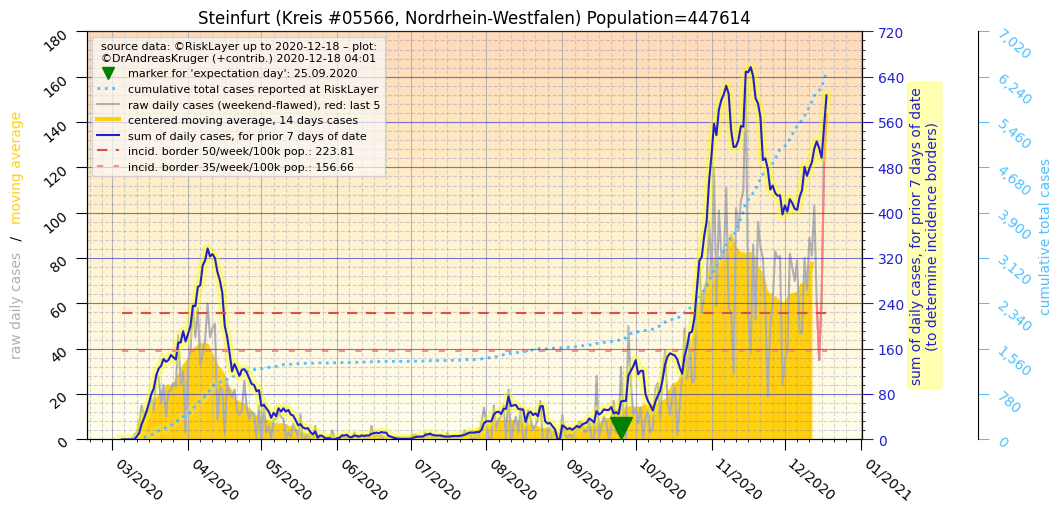 Steinfurt (Kreis #05566, Nordrhein-Westfalen) Population=447614
source data: ©RiskLayer up to 2020-12-18 – plot:
©DrAndreasKruger (+contrib.) 2020-12-18 04:01
marker for 'expectation day': 25.09.2020
cumulative total cases reported at RiskLayer
raw daily cases (weekend-flawed), red: last 5
centered moving average, 14 days cases
sum of daily cases, for prior 7 days of date
incid. border 50/week/100k pop.: 223.81
incid. border 35/week/100k pop.: 156.66
raw daily cases / moving average
180
160
140
120
100
80
60
40
20
0
03/2020
04/2020
05/2020
06/2020
07/2020
08/2020
09/2020
10/2020
11/2020
12/2020
01/2021
720
640
560
480
400
320
240
160
80
0
sum of daily cases, for prior 7 days of date
(to determine incidence borders)
7,020
6,240
5,460
4,680
3,900
3,120
2,340
1,560
780
0
cumulative total cases